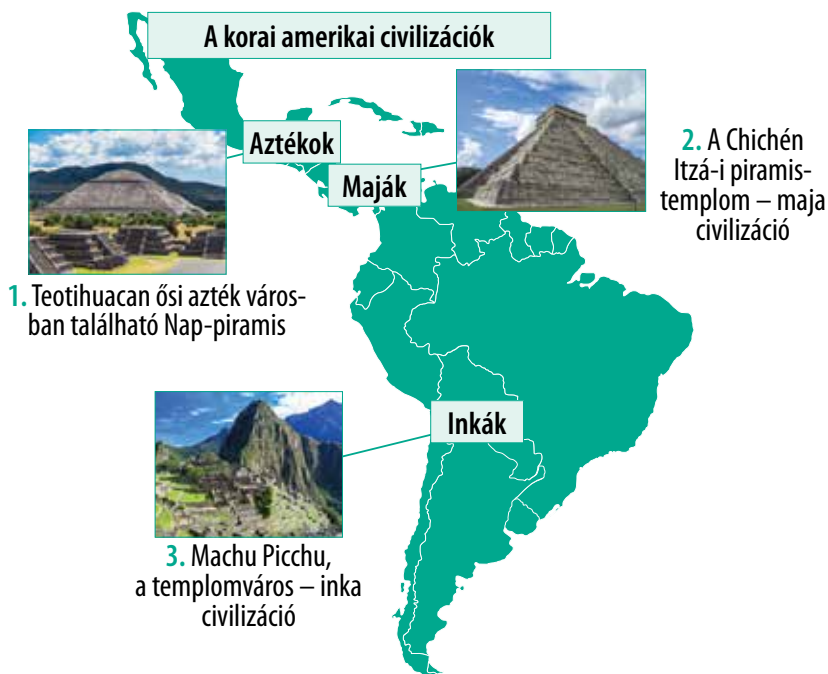 A korai amerikai civilizációk
Aztékok
Maják
1. Teotihuacan ősi azték város-
ban található Nap-piramis
2. A Chichén
Itzá-i piramis-
templom – maja
civilizáció
Inkák
3. Machu Picchu,
a templomváros – inka
civilizáció